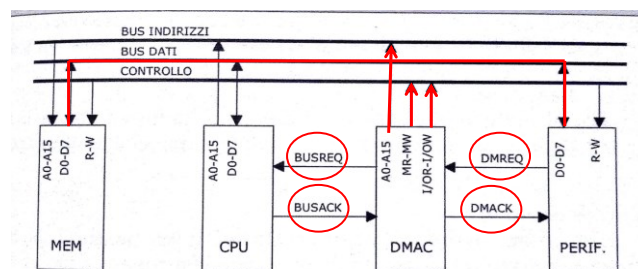 BUS INDIRIZZI
BUS DATI
CONTROLLO
A0-A15
D0-D7
R-W
MEM
A0-A15
D0-D7
CPU
BUSREQ
BUSACK
A0-A15
MR-MW
I/OR-I/OW
DMAC
DMREQ
DMACK
D0-D7
R-W
PERIF.